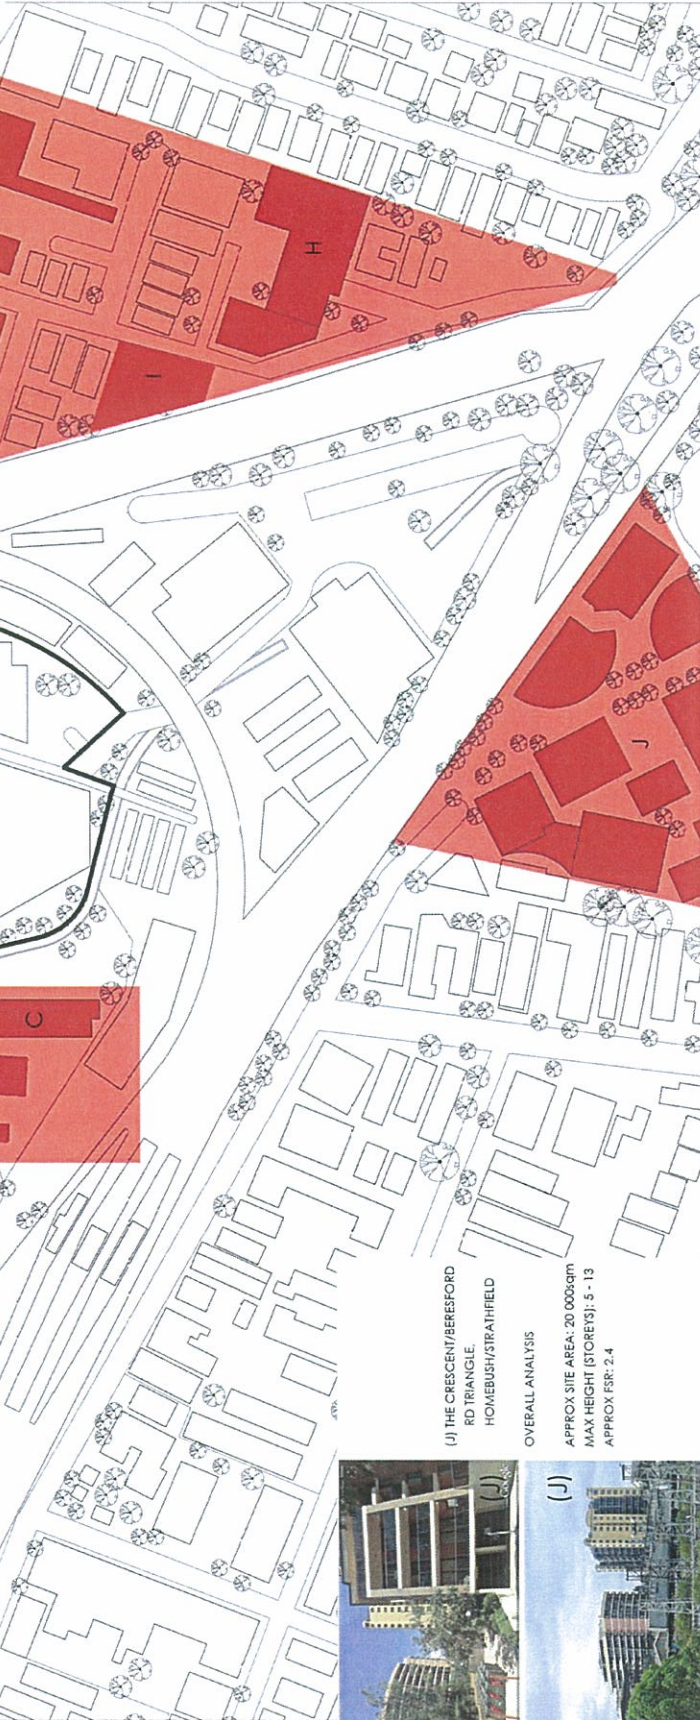 H
I
J
C
(J) THE CRESCENT/BERESFORD
RD TRIANGLE,
HOMEBUSH/STRATHFIELD
OVERALL ANALYSIS
APPROX SITE AREA: 20 000sqm
MAX HEIGHT (STOREYS): 5 - 13
APPROX FSR: 2.4
(J)
(J)